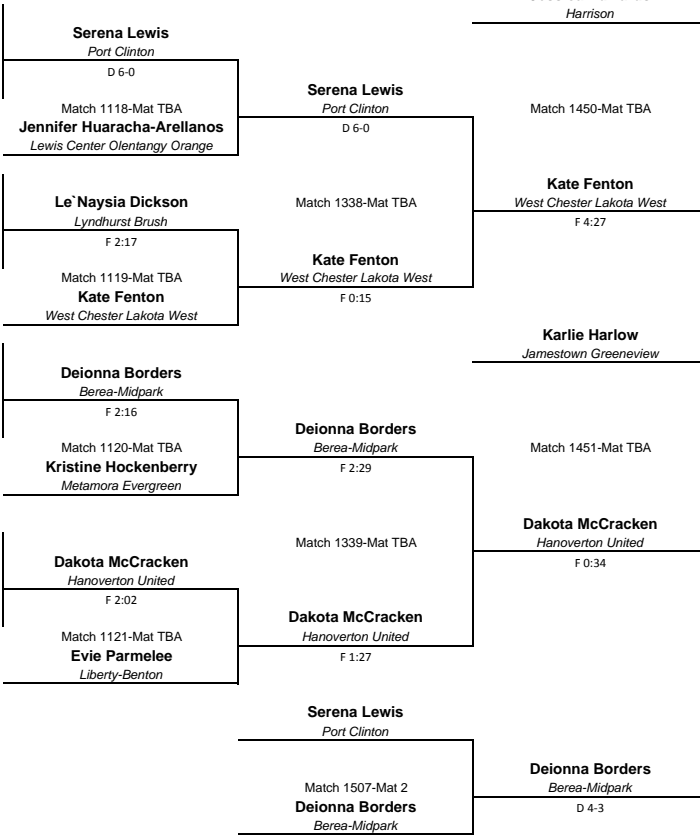 Harrison
Serena Lewis
Port Clinton
D 6-0
Serena Lewis
Port Clinton
D 6-0
Match 1118-Mat TBA
Jennifer Huaracha-Arellanos
Lewis Center Olentangy Orange
Match 1450-Mat TBA
Le`Naysia Dickson
Lyndhurst Brush
F 2:17
Match 1338-Mat TBA
Kate Fenton
West Chester Lakota West
F 4:27
Match 1119-Mat TBA
Kate Fenton
West Chester Lakota West
Kate Fenton
West Chester Lakota West
F 0:15
Karlie Harlow
Jamestown Greeneview
Deionna Borders
Berea-Midpark
F 2:16
Deionna Borders
Berea-Midpark
F 2:29
Match 1120-Mat TBA
Kristine Hockenberry
Metamora Evergreen
Match 1451-Mat TBA
Dakota McCracken
Hanoverton United
F 2:02
Match 1339-Mat TBA
Dakota McCracken
Hanoverton United
F 0:34
Match 1121-Mat TBA
Evie Parmelee
Liberty-Benton
Dakota McCracken
Hanoverton United
F 1:27
Serena Lewis
Port Clinton
Match 1507-Mat 2
Deionna Borders
Berea-Midpark
Deionna Borders
Berea-Midpark
D 4-3